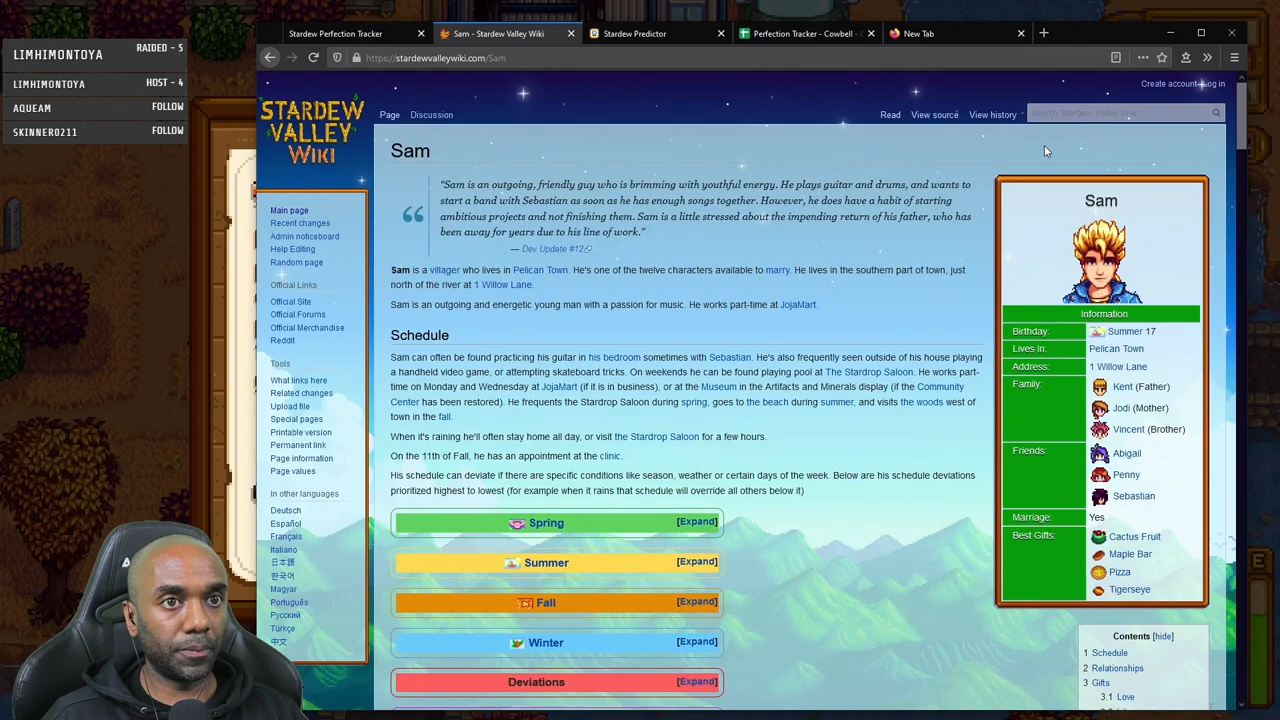 LIMHIMONTOYA
RAIDED - 5
LIMHIMONTOYA
HOST - 4
AQUEAM
FOLLOW
SKINNERO211
FOLLOW
Stardew Perfection Tracker
Sam - Stardew Valley Wiki
Stardew Predictor
Perfection Tracker - Cowbell -
New Tab
https://stardewvalleywiki.com/Sam
Create account
Log in
STARDEW
VALLEY
WIKI
Page
Discussion
Read
View source
View history
Search Stardew Valley Wiki
Main page
Recent changes
Admin noticeboard
Help Editing
Random page
Official Links
Official Site
Official Forums
Official Merchandise
Reddit
Tools
What links here
Related changes
Upload file
Special pages
Printable version
Permanent link
Page information
Page values
In other languages
Deutsch
Español
Français
Italiano
日本語
한국어
Magyar
Português
Русский
Türkçe
中文
Sam
“Sam is an outgoing, friendly guy who is brimming with youthful energy. He plays guitar and drums, and wants to
start a band with Sebastian as soon as he has enough songs together. However, he does have a habit of starting
ambitious projects and not finishing them. Sam is a little stressed about the impending return of his father, who has
been away for years due to his line of work.”
— Dev Update #12
Sam is a villager who lives in Pelican Town. He's one of the twelve characters available to marry. He lives in the southern part of town, just
north of the river at 1 Willow Lane.
Sam is an outgoing and energetic young man with a passion for music. He works part-time at JojaMart.
Schedule
Sam can often be found practicing his guitar in his bedroom sometimes with Sebastian. He's also frequently seen outside of his house playing
a handheld video game, or attempting skateboard tricks. On weekends he can be found playing pool at The Stardrop Saloon. He works part-
time on Monday and Wednesday at JojaMart (if it is in business), or at the Museum in the Artifacts and Minerals display (if the Community
Center has been restored). He frequents the Stardrop Saloon during spring, goes to the beach during summer, and visits the woods west of
town in the fall.
When it's raining he'll often stay home all day, or visit the Stardrop Saloon for a few hours.
On the 11th of Fall, he has an appointment at the clinic.
His schedule can deviate if there are specific conditions like season, weather or certain days of the week. Below are his schedule deviations
prioritized highest to lowest (for example when it rains that schedule will override all others below it)
Spring
[Expand]
Summer
[Expand]
Fall
[Expand]
Winter
[Expand]
Deviations
[Expand]
Sam
Information
Birthday:
Summer 17
Lives In:
Pelican Town
Address:
1 Willow Lane
Family:
Kent (Father)
Jodi (Mother)
Vincent (Brother)
Friends:
Abigail
Penny
Sebastian
Marriage:
Yes
Best Gifts:
Cactus Fruit
Maple Bar
Pizza
Tigerseye
Contents [hide]
1 Schedule
2 Relationships
3 Gifts
3.1 Love
E